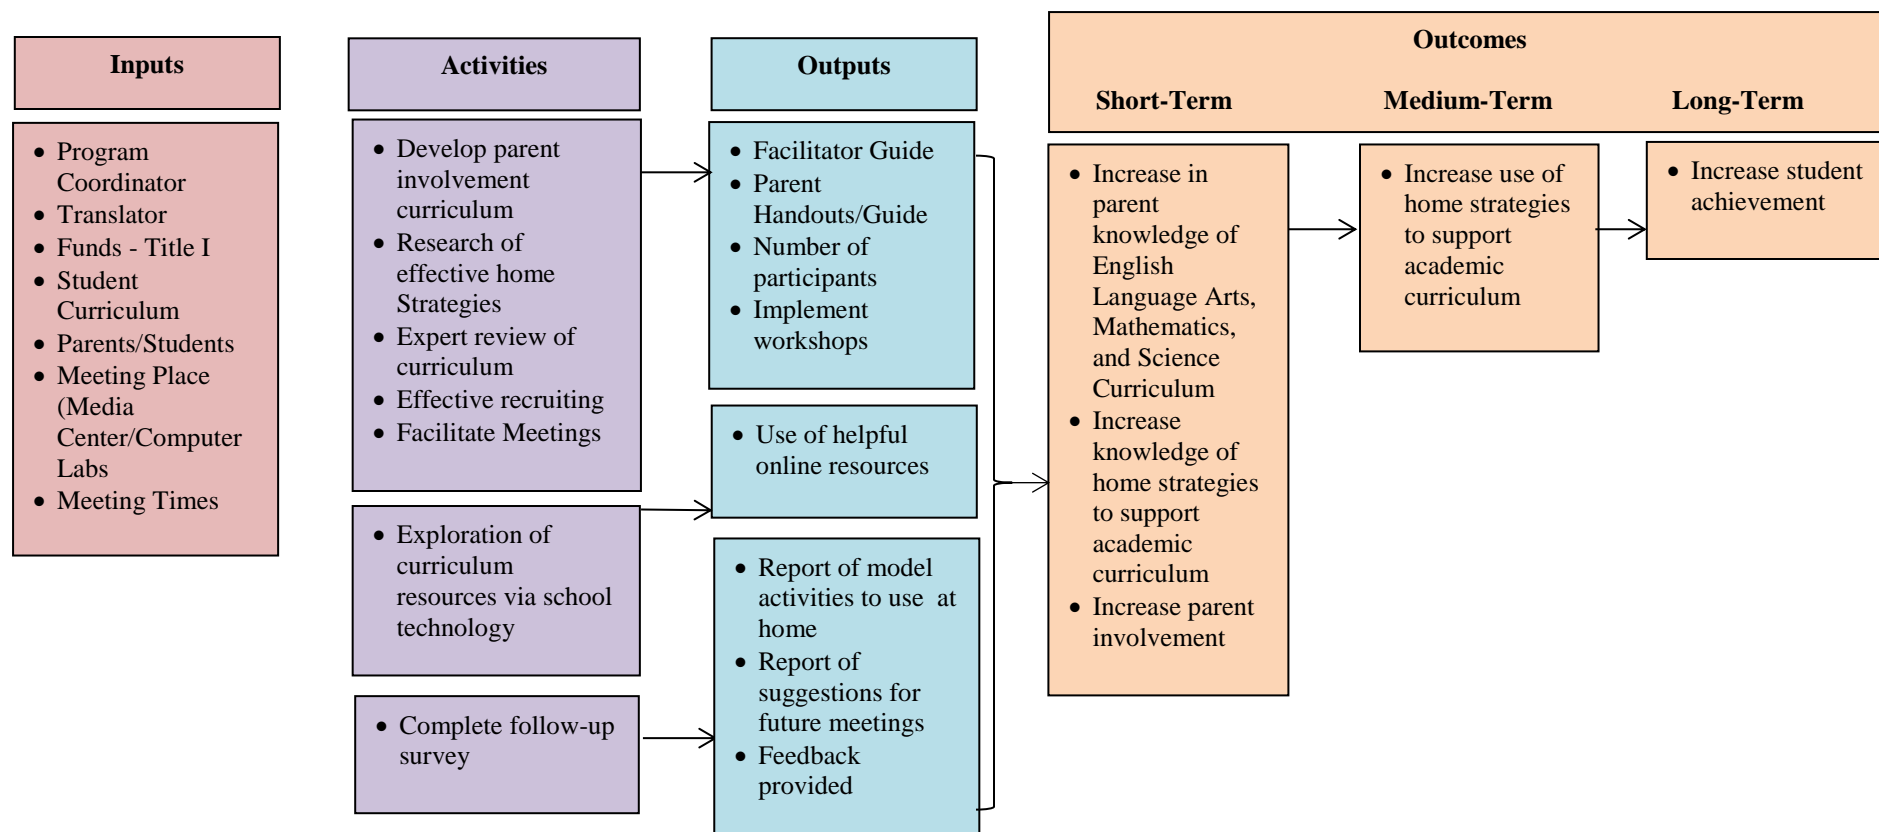 Inputs
• Program
Coordinator
• Translator
• Funds - Title I
• Student
Curriculum
• Parents/Students
• Meeting Place
(Media
Center/Computer
Labs
• Meeting Times
Activities
• Develop parent
involvement
curriculum
• Research of
effective home
Strategies
• Expert review of
curriculum
• Effective recruiting
• Facilitate Meetings
• Exploration of
curriculum
resources via school
technology
• Complete follow-up
survey
Outputs
• Facilitator Guide
• Parent
Handouts/Guide
• Number of
participants
• Implement
workshops
• Use of helpful
online resources
• Report of model
activities to use at
home
• Report of
suggestions for
future meetings
• Feedback
provided
Outcomes
Short-Term Medium-Term Long-Term
• Increase in
parent
knowledge of
English
Language Arts,
Mathematics,
and Science
Curriculum
• Increase
knowledge of
home strategies
to support
academic
curriculum
• Increase parent
involvement
• Increase use of
home strategies
to support
academic
curriculum
• Increase student
achievement